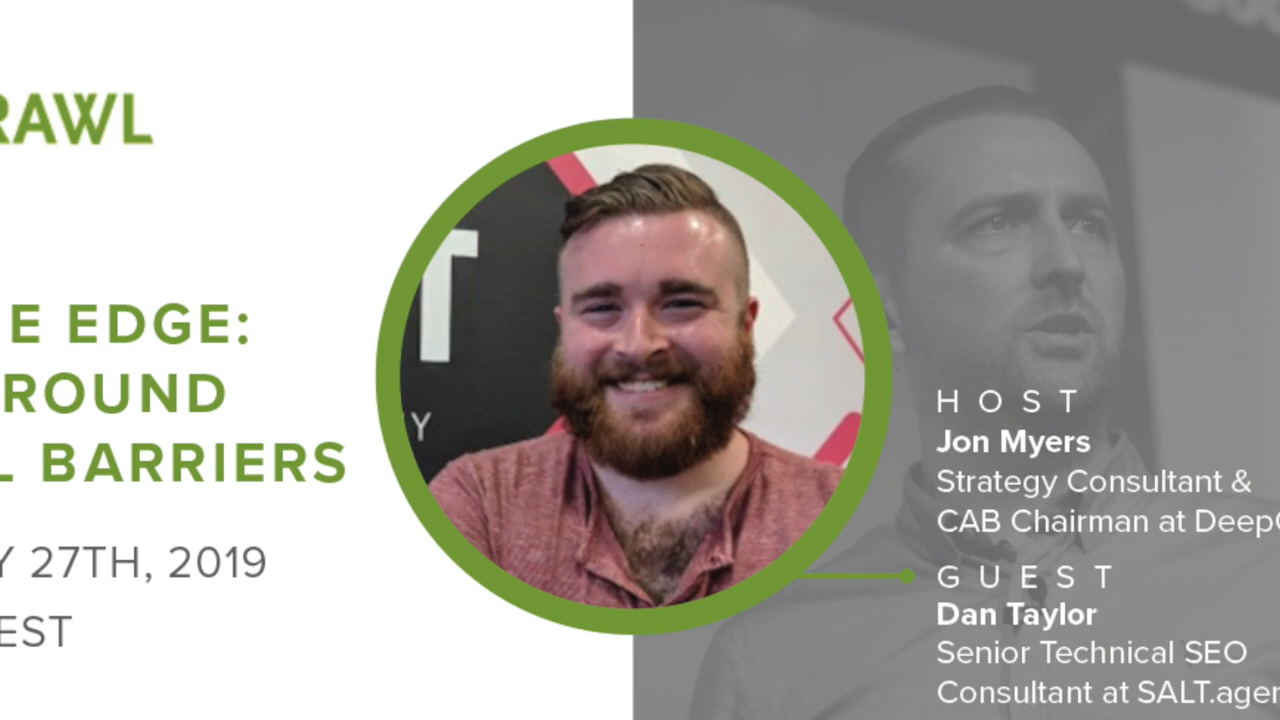 RAWL
E EDGE:
ROUND
L BARRIERS
Y 27TH, 2019
EST
T
Y
HOST
Jon Myers
Strategy Consultant &
CAB Chairman at Deep
GUEST
Dan Taylor
Senior Technical SEO
Consultant at SALT.agen